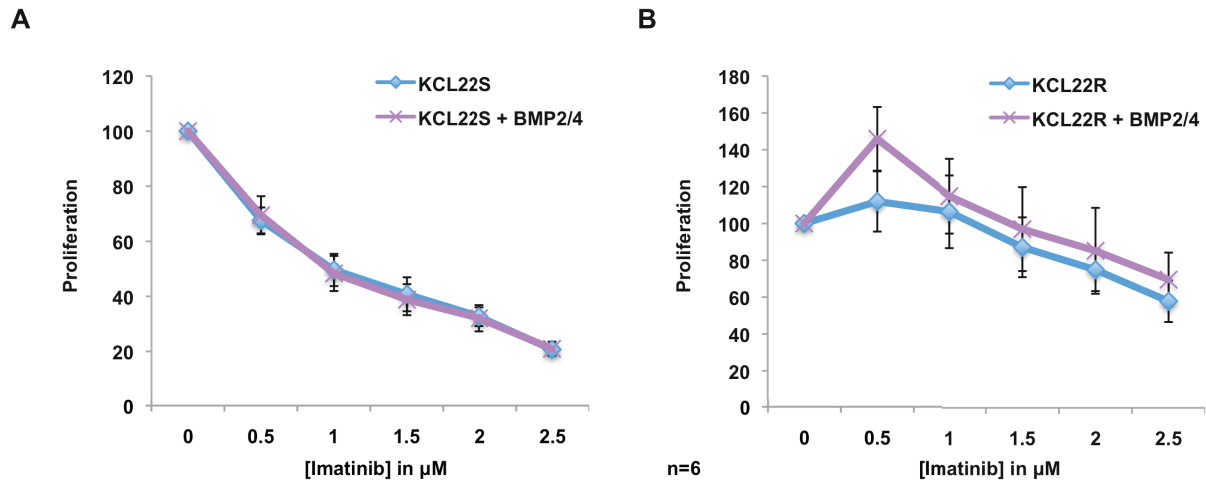 A
120
100
80
60
40
20
0
Proliferation
KCL22S
KCL22S + BMP2/4
0 0.5 1 1.5 2 2.5
[Imatinib] in µM
B
180
160
140
120
100
80
60
40
20
0
Proliferation
KCL22R
KCL22R + BMP2/4
0 0.5 1 1.5 2 2.5
n=6
[Imatinib] in µM